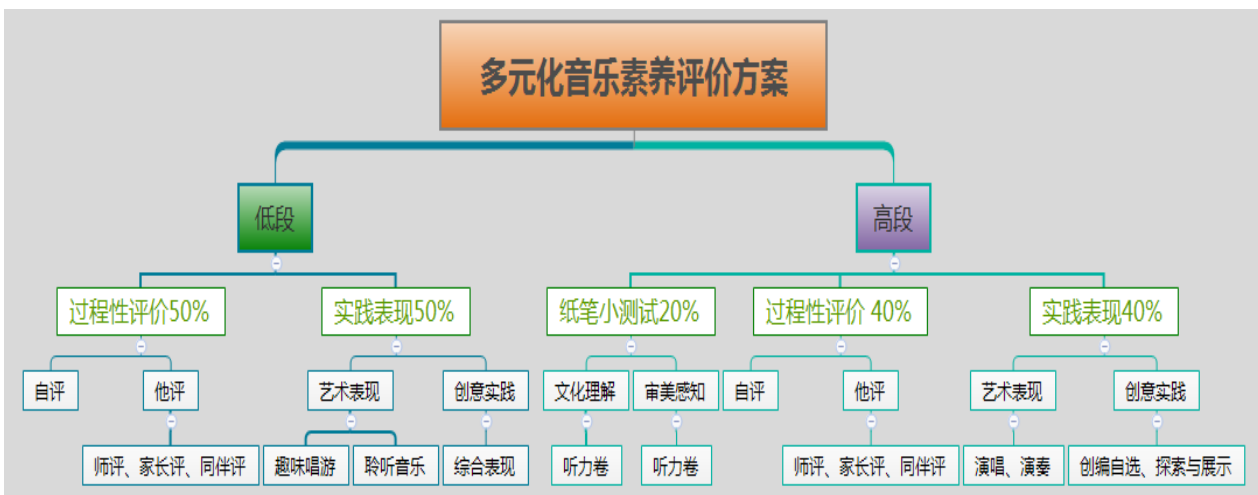 多元化音乐素养评价方案
低段
高段
过程性评价50%
实践表现50%
纸笔小测试20%
过程性评价 40%
实践表现40%
自评
他评
艺术表现
创意实践
文化理解
审美感知
自评
他评
艺术表现
创意实践
师评、家长评、同伴评
趣味唱游
聆听音乐
综合表现
听力卷
听力卷
师评、家长评、同伴评
演唱、演奏
创编自选、探索与展示